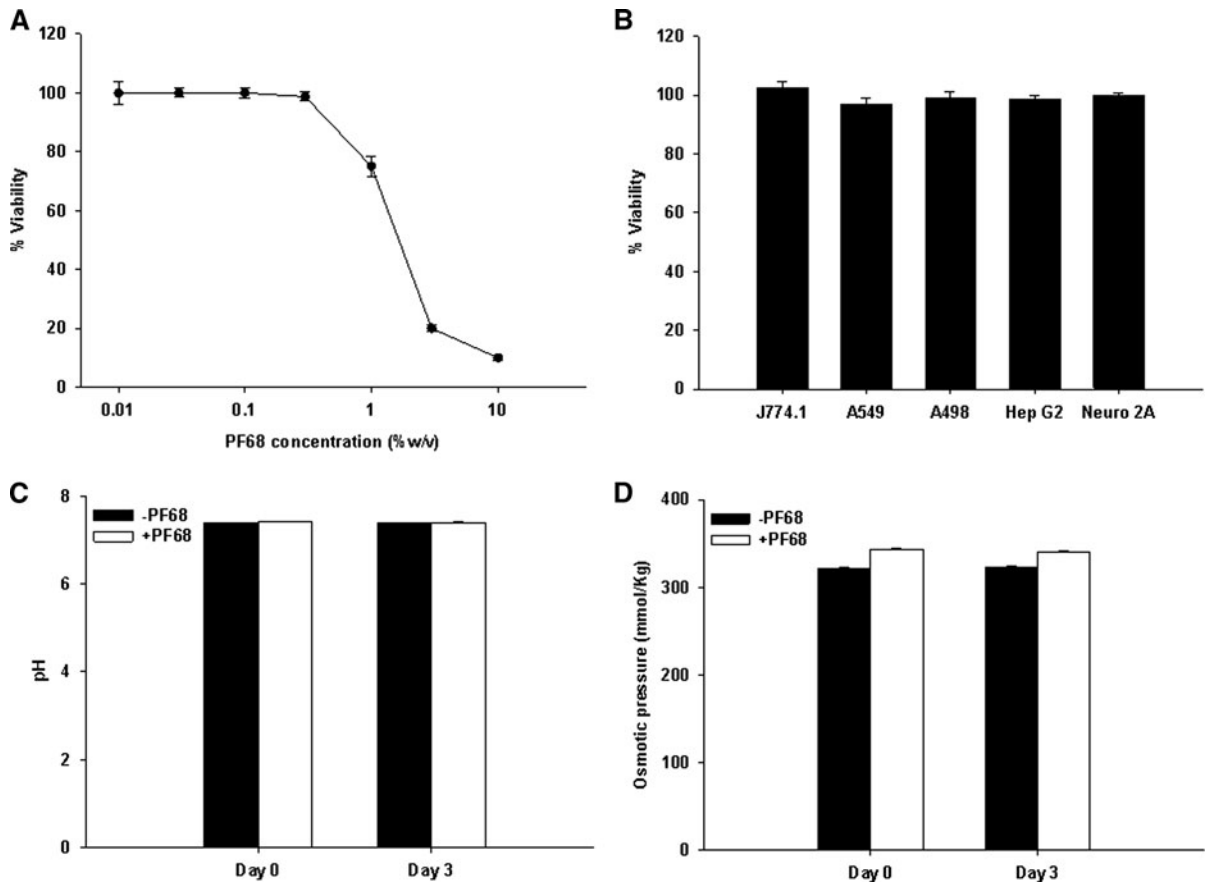 A
120
100
80
60
40
20
0
% Viability
0.01
0.1
1
10
PF68 concentration (%w/v)
B
120
100
80
60
40
20
0
% Viability
J774.1
A549
A498
Hep G2
Neuro 2A
C
8
6
4
2
0
pH
-PF68
+PF68
Day 0
Day 3
D
400
300
200
100
0
Osmotic pressure (mmol/Kg)
-PF68
+PF68
Day 0
Day 3